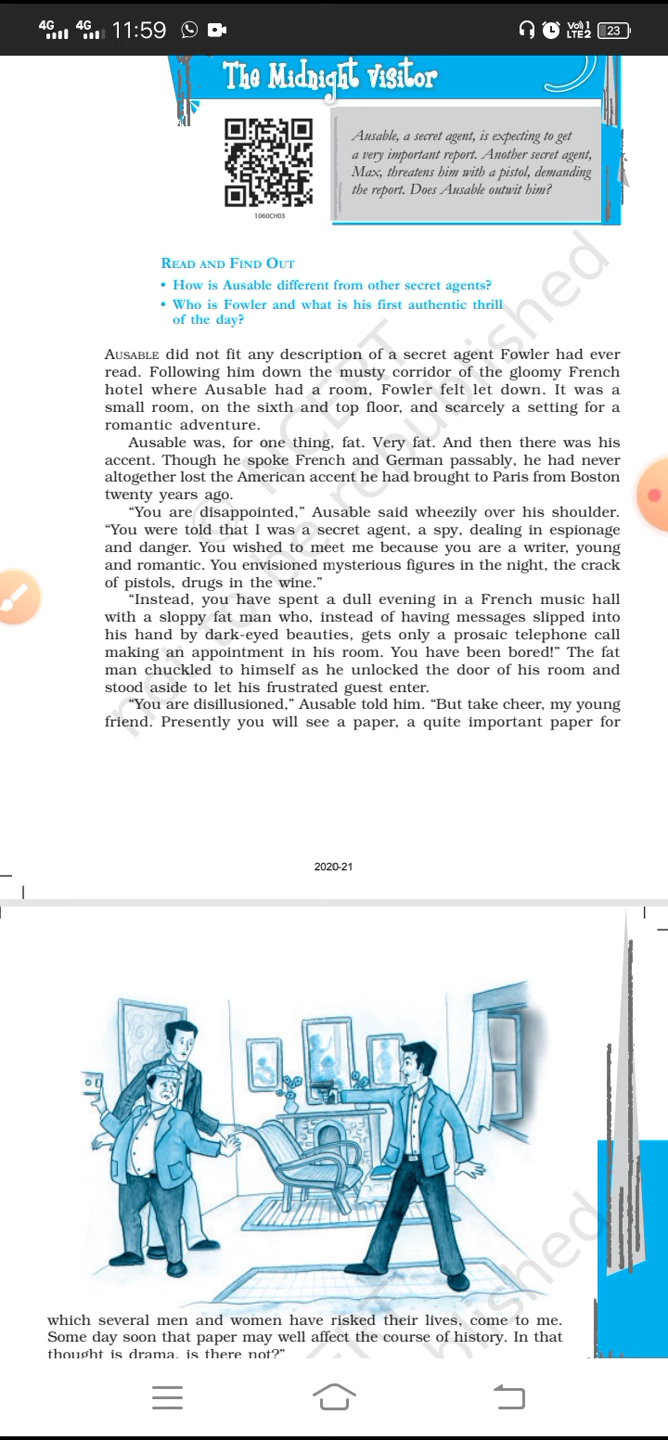 4G 4G 11:59 Vol) 1 LTE2 23
The Midnight Visitor
Ausable, a secret agent, is expecting to get
a very important report. Another secret agent,
Max, threatens him with a pistol, demanding
the report. Does Ausable outwit him?
1060CH03
READ AND FIND OUT
• How is Ausable different from other secret agents?
• Who is Fowler and what is his first authentic thrill
of the day?
AUSABLE did not fit any description of a secret agent Fowler had ever
read. Following him down the musty corridor of the gloomy French
hotel where Ausable had a room, Fowler felt let down. It was a
small room, on the sixth and top floor, and scarcely a setting for a
romantic adventure.
Ausable was, for one thing, fat. Very fat. And then there was his
accent. Though he spoke French and German passably, he had never
altogether lost the American accent he had brought to Paris from Boston
twenty years ago.
“You are disappointed,” Ausable said wheezily over his shoulder.
“You were told that I was a secret agent, a spy, dealing in espionage
and danger. You wished to meet me because you are a writer, young
and romantic. You envisioned mysterious figures in the night, the crack
of pistols, drugs in the wine.”
“Instead, you have spent a dull evening in a French music hall
with a sloppy fat man who, instead of having messages slipped into
his hand by dark-eyed beauties, gets only a prosaic telephone call
making an appointment in his room. You have been bored!” The fat
man chuckled to himself as he unlocked the door of his room and
stood aside to let his frustrated guest enter.
“You are disillusioned,” Ausable told him. “But take cheer, my young
friend. Presently you will see a paper, a quite important paper for
© NCERT
not to be republished
2020-21
which several men and women have risked their lives, come to me.
Some day soon that paper may well affect the course of history. In that
thought is drama, is there not?”